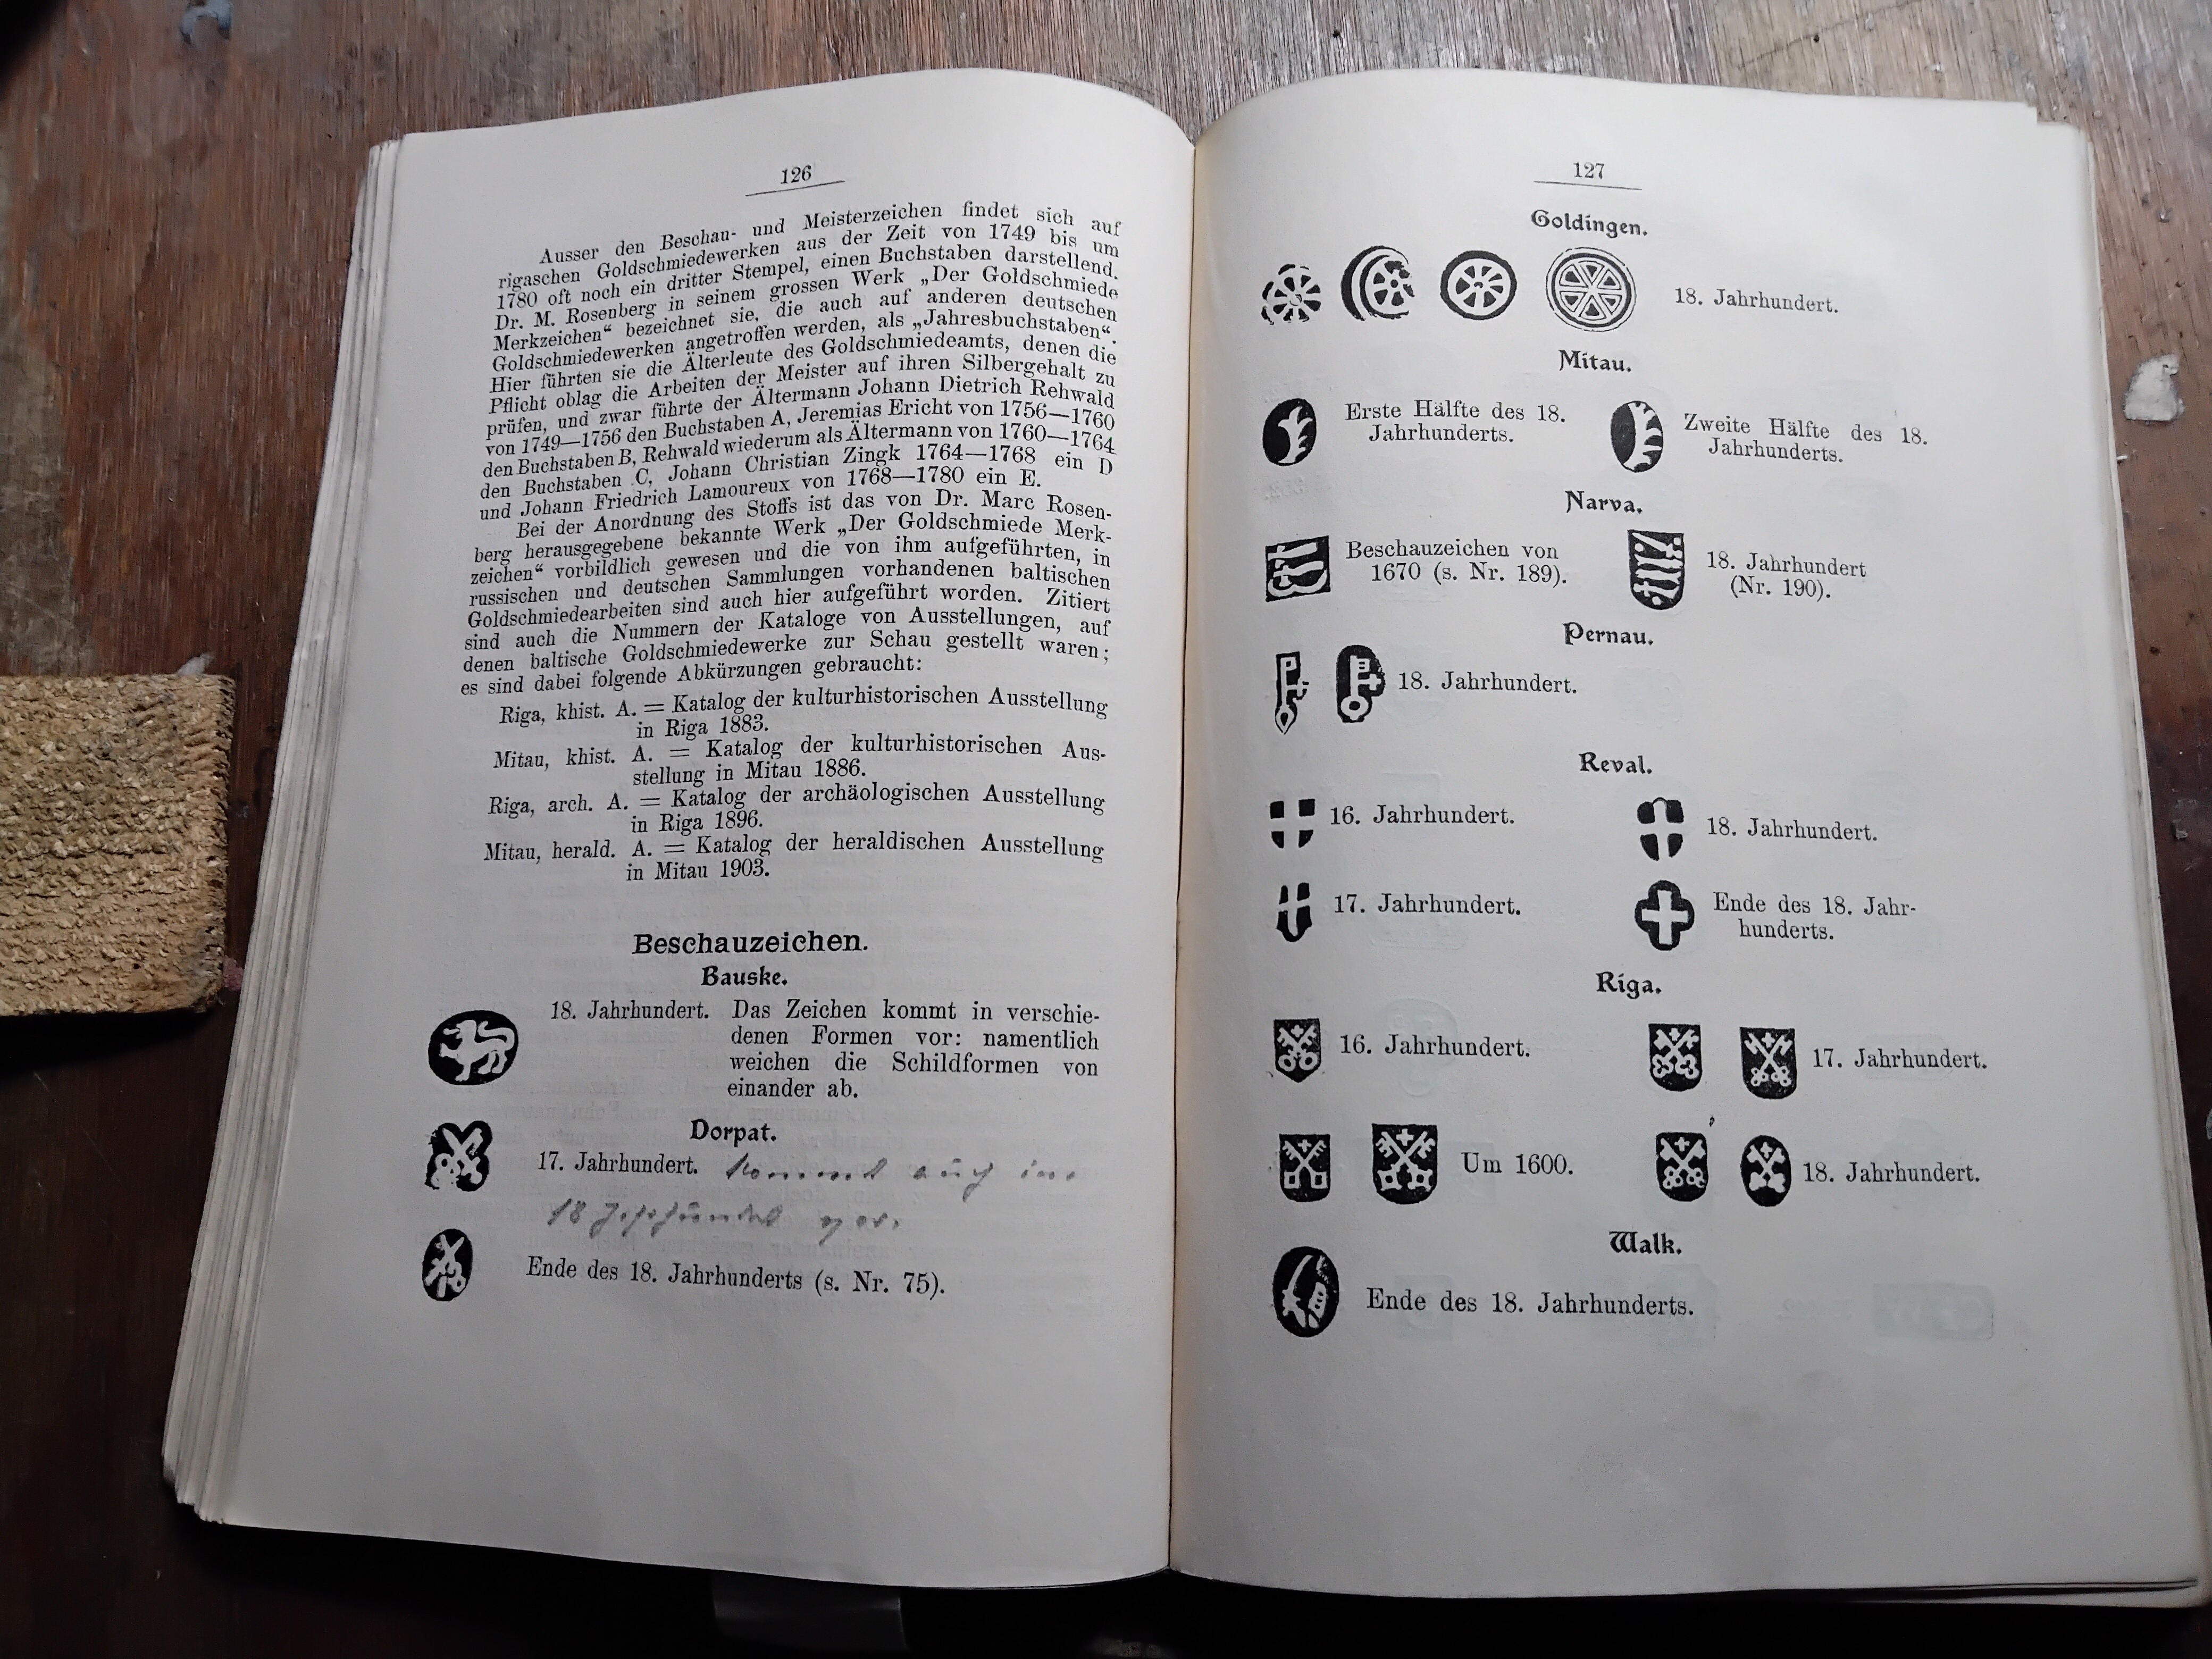 126
Ausser den Beschau- und Meisterzeichen findet sich auf
rigaschen Goldschmiedewerken aus der Zeit von 1749 bis um
1780 oft noch ein dritter Stempel, einen Buchstaben darstellend.
Dr. M. Rosenberg in seinem grossen Werk „Der Goldschmiede
Merkzeichen“ bezeichnet sie, die auch auf anderen deutschen
Goldschmiedewerken angetroffen werden, als „Jahresbuchstaben“.
Hier führten sie die Älterleute des Goldschmiedeamts, denen die
Pflicht oblag die Arbeiten der Meister auf ihren Silbergehalt zu
prüfen, und zwar führte der Ältermann Johann Dietrich Rehwald
von 1749—1756 den Buchstaben A, Jeremias Ericht von 1756—1760
den Buchstaben B, Rehwald wiederum als Ältermann von 1760—1764
den Buchstaben C, Johann Christian Zingk 1764—1768 ein D
und Johann Friedrich Lamoureux von 1768—1780 ein E.
Bei der Anordnung des Stoffs ist das von Dr. Marc Rosen-
berg herausgegebene bekannte Werk „Der Goldschmiede Merk-
zeichen“ vorbildlich gewesen und die von ihm aufgeführten, in
russischen und deutschen Sammlungen vorhandenen baltischen
Goldschmiedearbeiten sind auch hier aufgeführt worden. Zitiert
sind auch die Nummern der Kataloge von Ausstellungen, auf
denen baltische Goldschmiedewerke zur Schau gestellt waren;
es sind dabei folgende Abkürzungen gebraucht:
Riga, khist. A. = Katalog der kulturhistorischen Ausstellung
in Riga 1883.
Mitau, khist. A. = Katalog der kulturhistorischen Aus-
stellung in Mitau 1886.
Riga, arch. A. = Katalog der archäologischen Ausstellung
in Riga 1896.
Mitau, herald. A. = Katalog der heraldischen Ausstellung
in Mitau 1903.
Beschauzeichen.
Bauske.
18. Jahrhundert. Das Zeichen kommt in verschie-
denen Formen vor: namentlich
weichen die Schildformen von
einander ab.
Dorpat.
17. Jahrhundert. kommt auch im
18 Jahrhundert vor.
Ende des 18. Jahrhunderts (s. Nr. 75).
127
Goldingen.
18. Jahrhundert.
Mitau.
Erste Hälfte des 18.
Jahrhunderts.
Zweite Hälfte des 18.
Jahrhunderts.
Narva.
Beschauzeichen von
1670 (s. Nr. 189).
18. Jahrhundert
(Nr. 190).
Pernau.
18. Jahrhundert.
Reval.
16. Jahrhundert.
18. Jahrhundert.
17. Jahrhundert.
Ende des 18. Jahr-
hunderts.
Riga.
16. Jahrhundert.
17. Jahrhundert.
Um 1600.
18. Jahrhundert.
Walk.
Ende des 18. Jahrhunderts.